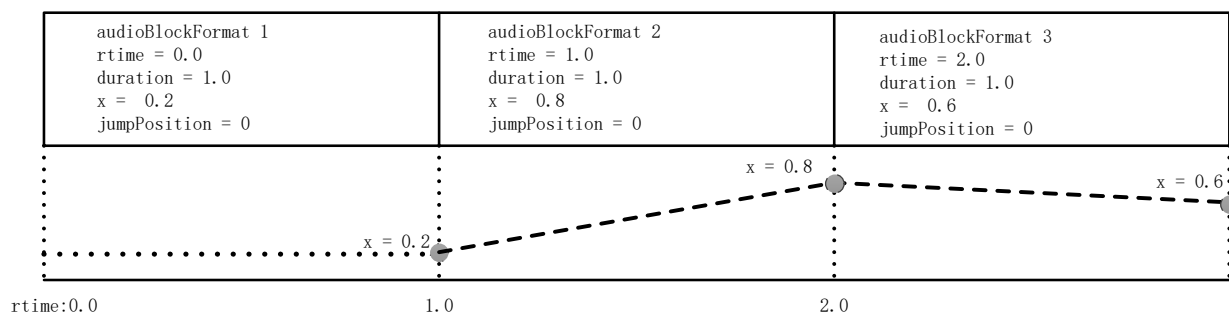 audioBlockFormat 1
rtime = 0.0
duration = 1.0
x = 0.2
jumpPosition = 0
audioBlockFormat 2
rtime = 1.0
duration = 1.0
x = 0.8
jumpPosition = 0
audioBlockFormat 3
rtime = 2.0
duration = 1.0
x = 0.6
jumpPosition = 0
x = 0.2
x = 0.8
x = 0.6
rtime:0.0
1.0
2.0